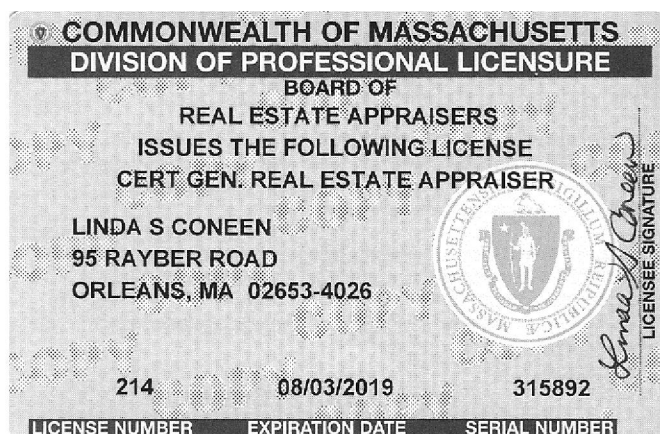 COMMONWEALTH OF MASSACHUSETTS
DIVISION OF PROFESSIONAL LICENSURE
BOARD OF
REAL ESTATE APPRAISERS
ISSUES THE FOLLOWING LICENSE
CERT GEN. REAL ESTATE APPRAISER
LINDA S CONEEN
95 RAYBER ROAD
ORLEANS, MA 02653-4026
Linda S Coneen
LICENSEE SIGNATURE
214 08/03/2019 315892
LICENSE NUMBER EXPIRATION DATE SERIAL NUMBER